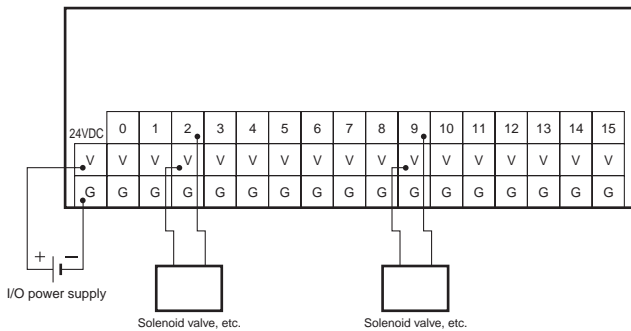 24VDC 0 1 2 3 4 5 6 7 8 9 10 11 12 13 14 15
V V V V V V V V V V V V V V V V V
G G G G G G G G G G G G G G G G G
+ −
I/O power supply
Solenoid valve, etc. Solenoid valve, etc.